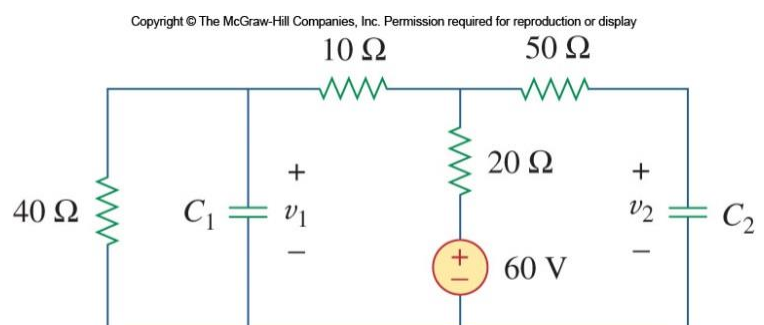 Copyright © The McGraw-Hill Companies, Inc. Permission required for reproduction or display
10 Ω 50 Ω
+ 20 Ω +
40 Ω C₁ v₁ v₂ C₂
− + − 60 V −